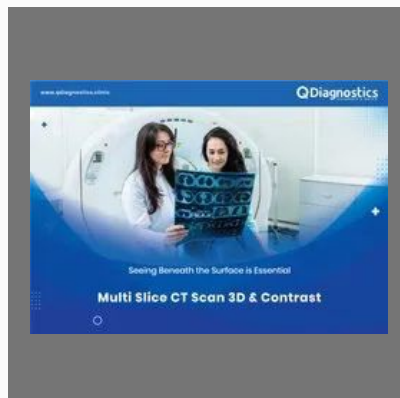 www.qdiagnostics.clinic
QDiagnostics
Seeing Beneath the Surface is Essential
Multi Slice CT Scan 3D & Contrast